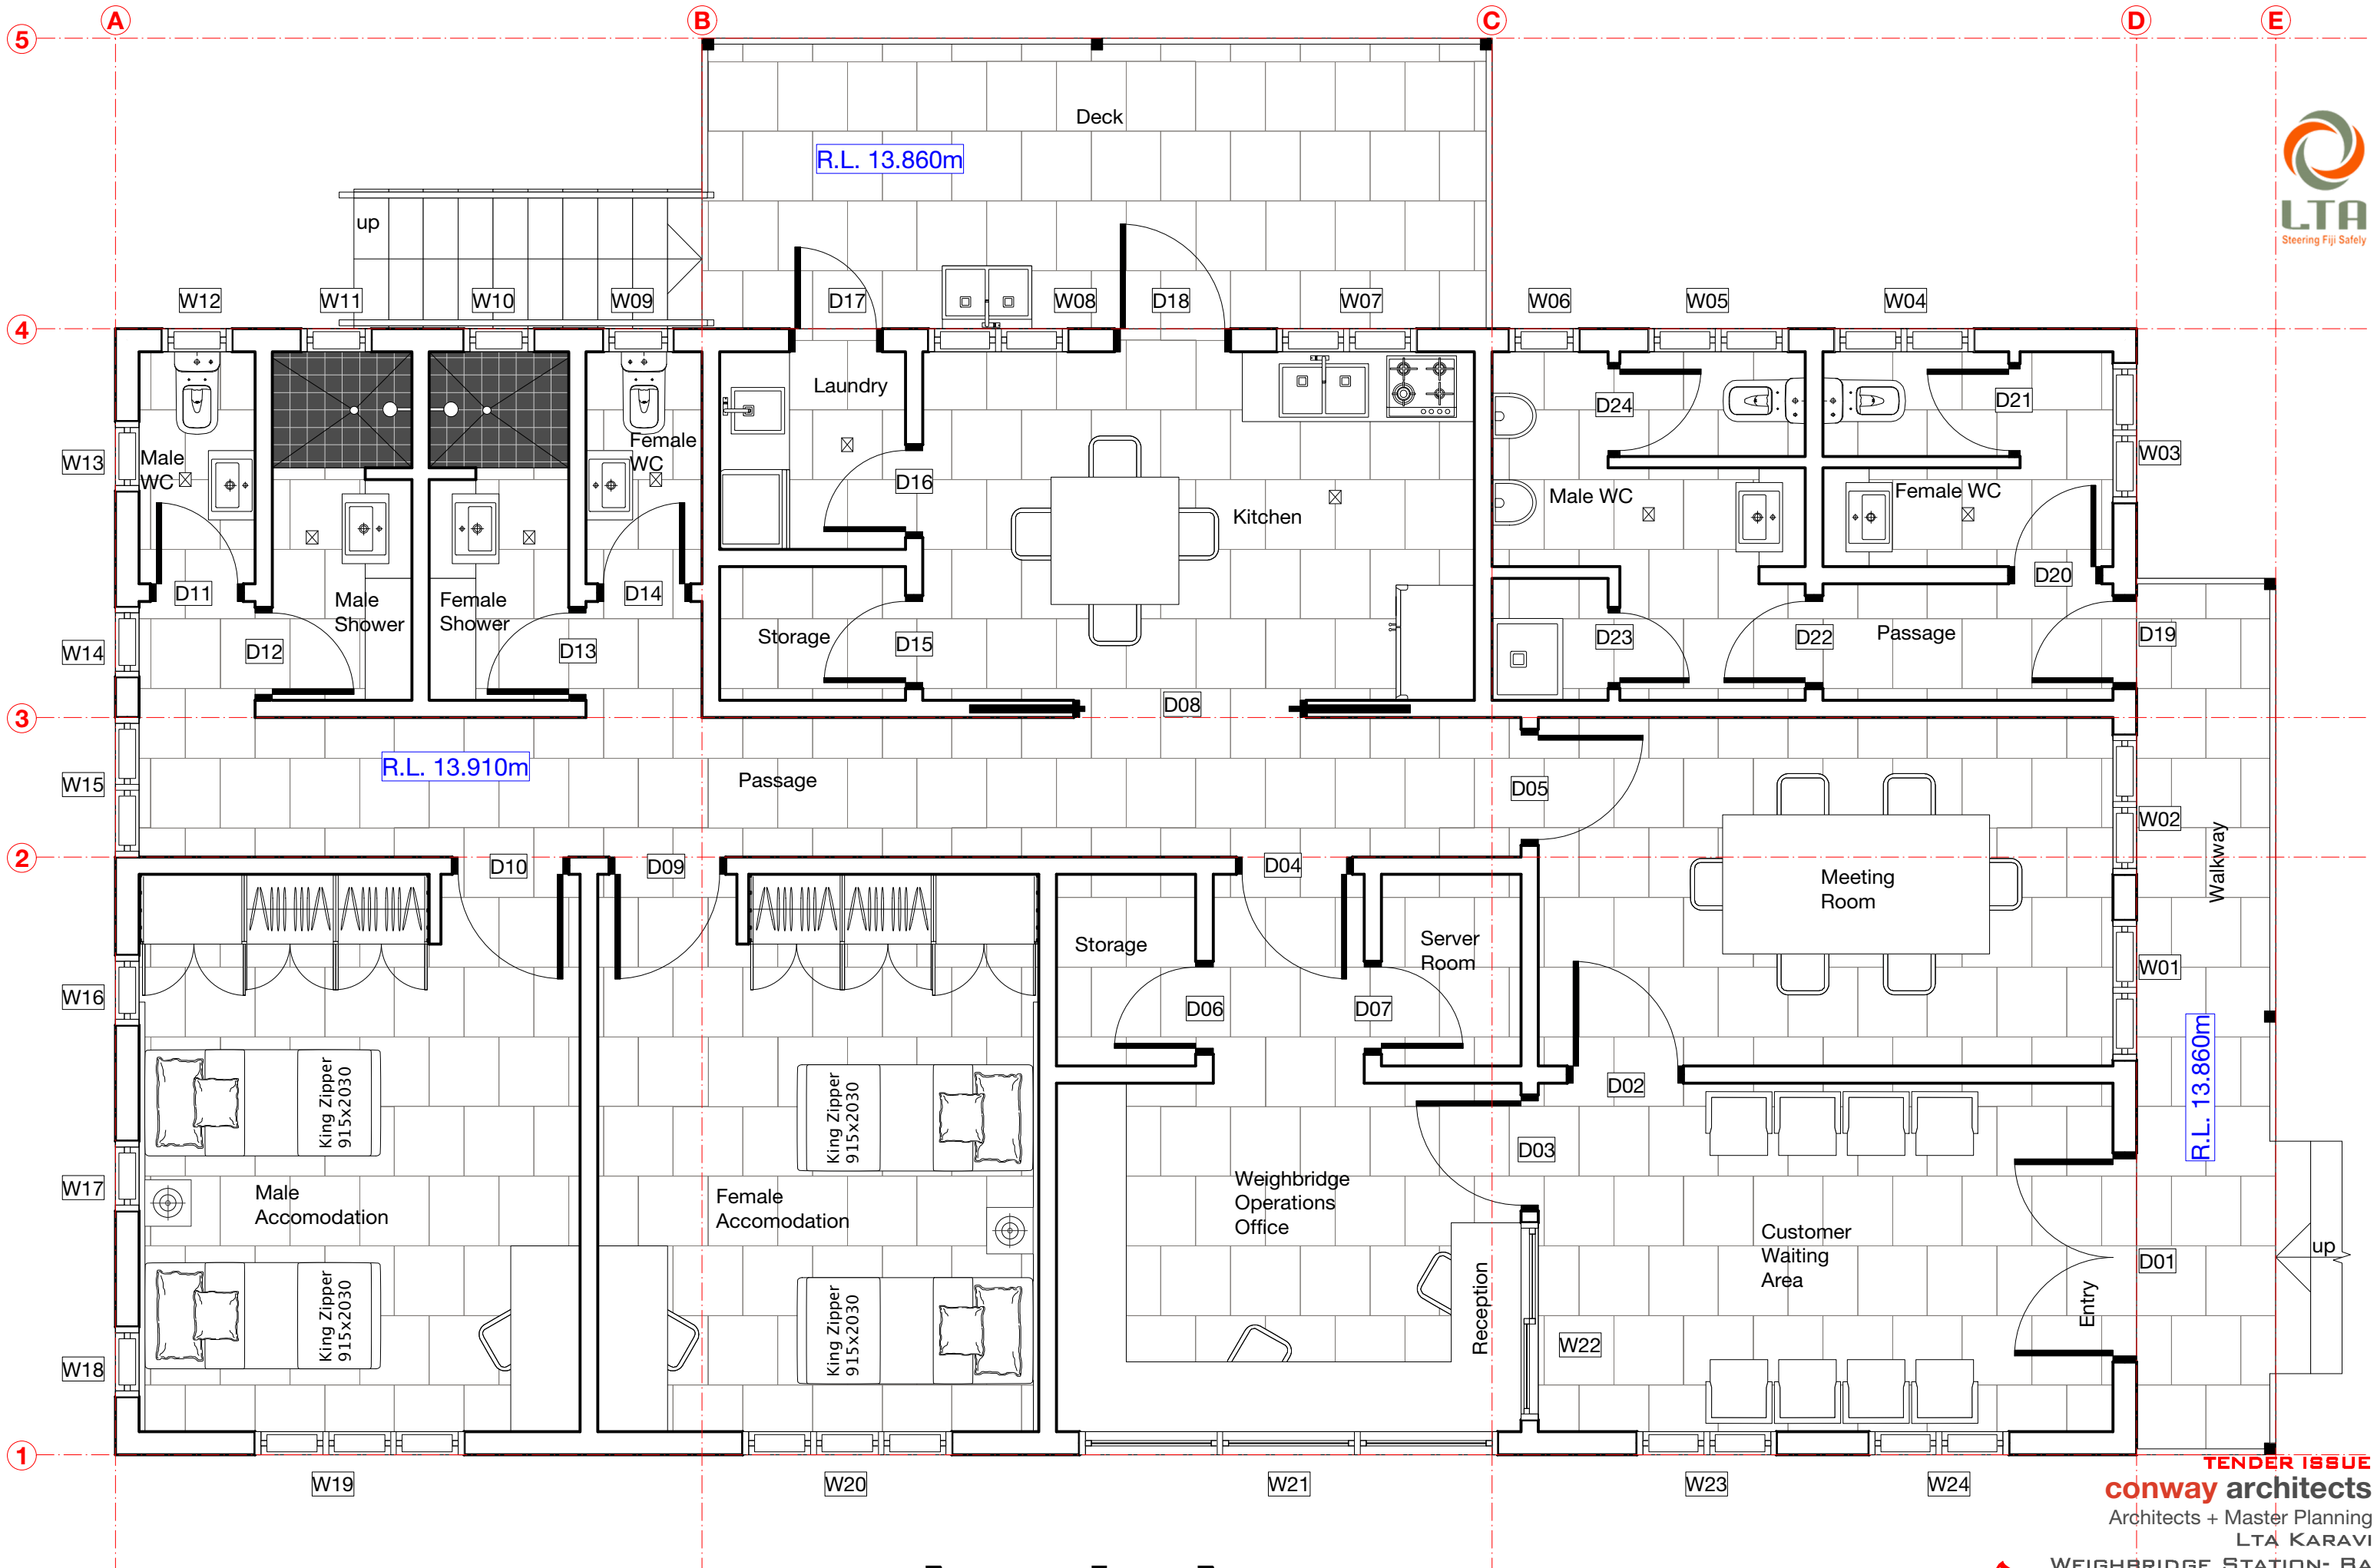 A
B
C
D
E
5
Deck
R.L. 13.860m
LTA
Steering Fiji Safely
up
W12
W11
W10
W09
D17
W08
D18
W07
W06
W05
W04
4
Laundry
D24
D21
Male
WC
Female
WC
W13
W03
D16
Kitchen
Male WC
Female WC
D11
Male
Shower
Female
Shower
D14
D20
W14
D12
D13
Storage
D15
D23
D22
Passage
D19
3
D08
R.L. 13.910m
Passage
W15
D05
W02
Walkway
2
D10
D09
D04
Meeting
Room
Storage
Server
Room
W16
D06
D07
W01
R.L. 13.860m
King Zipper
915x2030
King Zipper
915x2030
D02
D03
W17
Male
Accomodation
Female
Accomodation
Weighbridge
Operations
Office
Customer
Waiting
Area
up
D01
Entry
King Zipper
915x2030
King Zipper
915x2030
Reception
W22
W18
1
W19
W20
W21
W23
W24
TENDER ISSUE
conway architects
Architects + Master Planning
LTA KARAVI
WEIGHBRIDGE STATION- BA